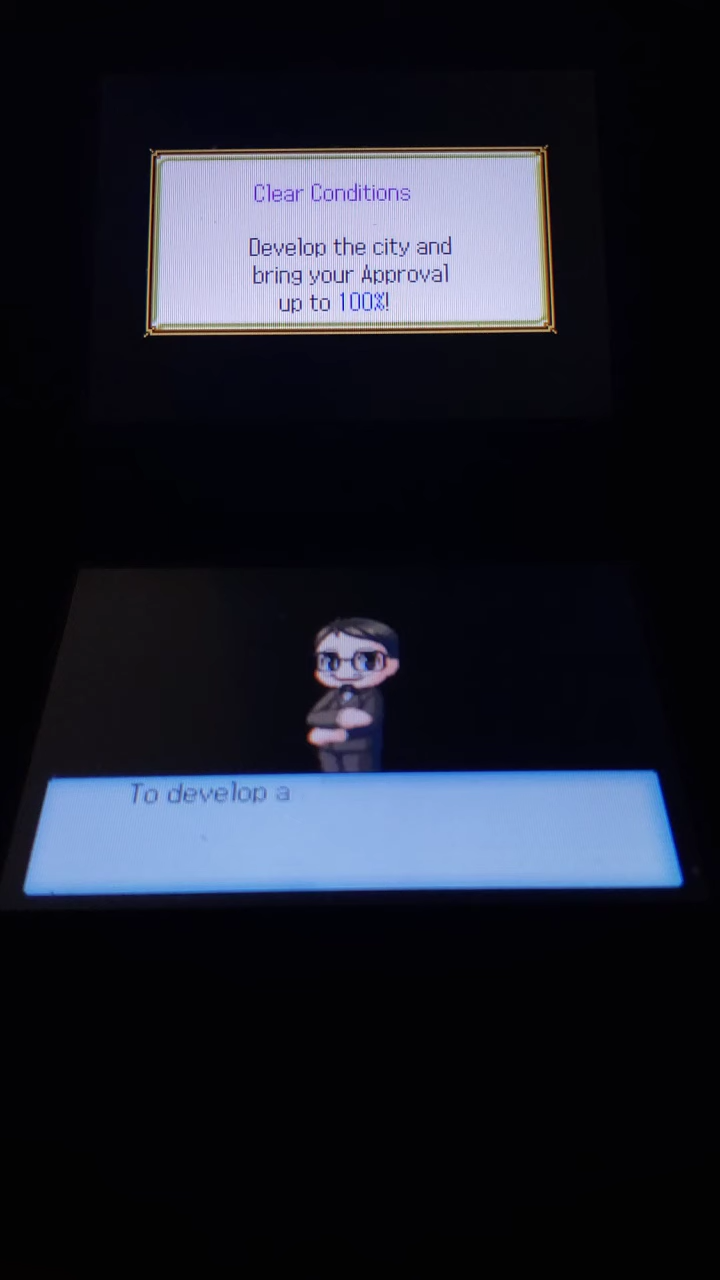 Clear Conditions
Develop the city and
bring your Approval
up to 100%!
To develop a